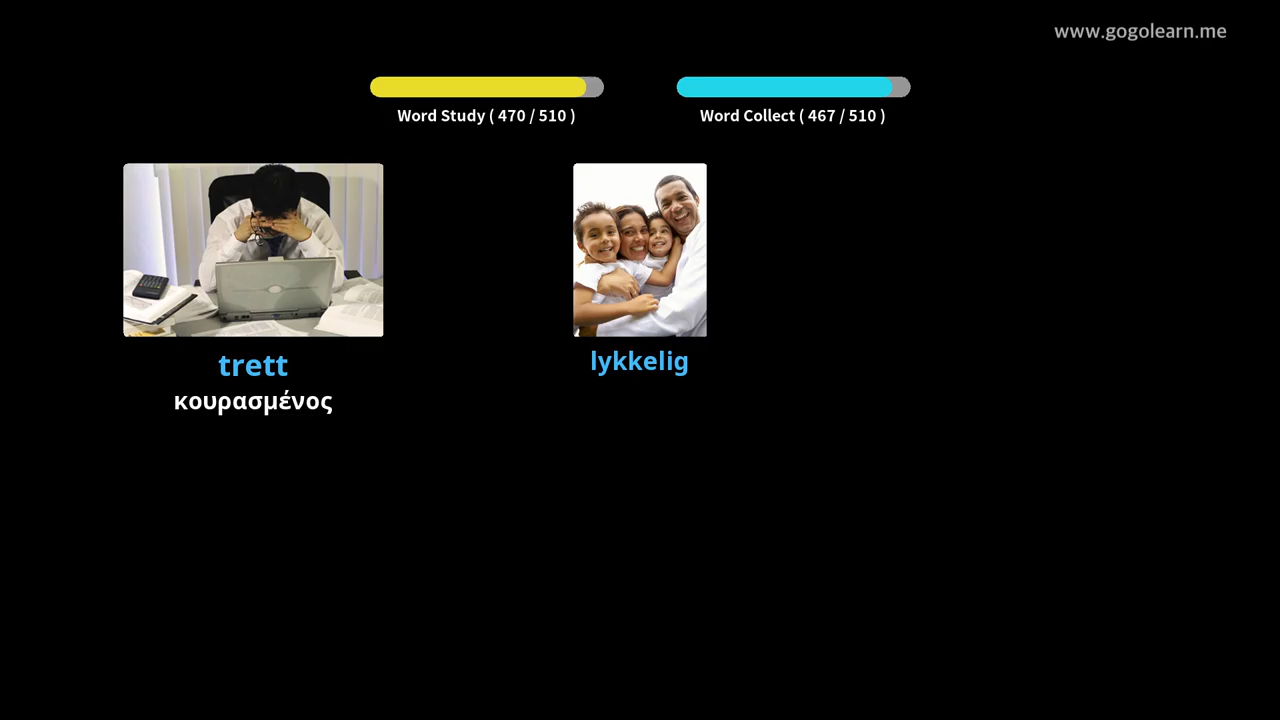 www.gogolearn.me
Word Study ( 470 / 510 )
Word Collect ( 467 / 510 )
trett
κουρασμένος
lykkelig